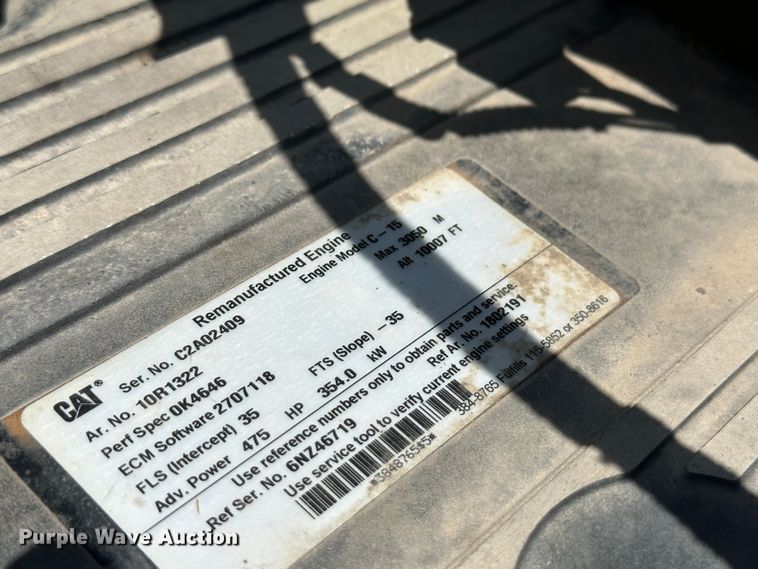 CAT®
Remanufactured Engine
Ser. No. C2A02409
Engine Model C-15
Ar. No. 10R1322
Max 3050 M
Perf Spec 0K4646
Alt 10007 FT
ECM Software 2707118
FLS (Intercept) 35
FTS (Slope) -35
Adv. Power 475 HP 354.0 kW
Use reference numbers only to obtain parts and service.
Ref Ser. No. 6NZ46719
Ref Ar. No. 1802191
Use service tool to verify current engine settings
*3848765$5*
384-8765 Fulfills 115-5852 or 350-8616
Purple Wave Auction